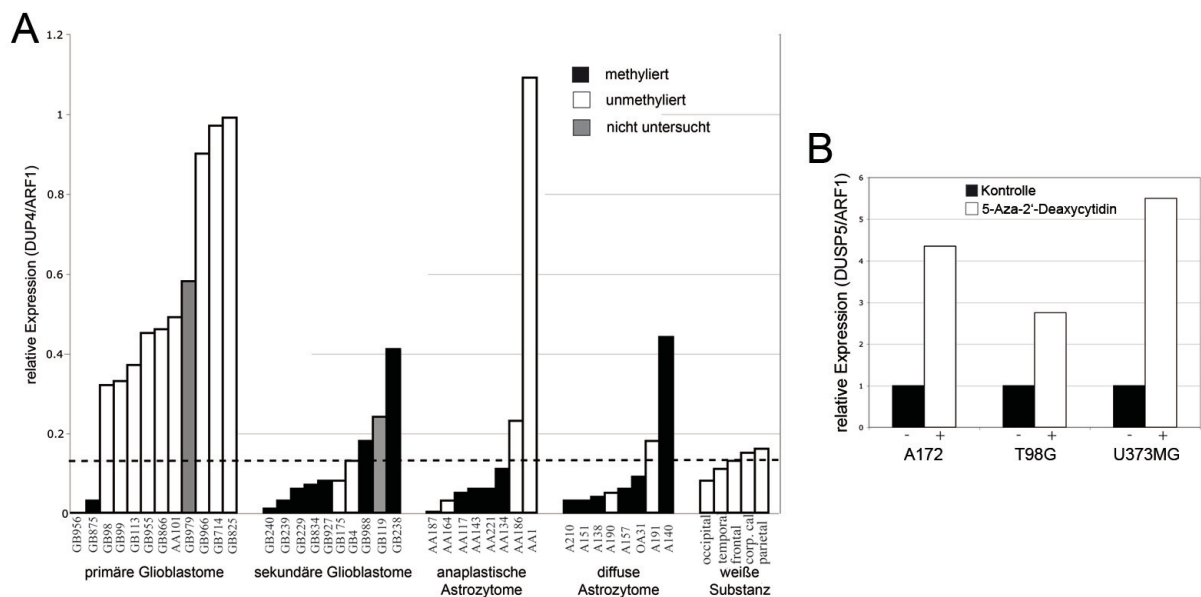 A
relative Expression (DUP4/ARF1)
1.2
1
0.8
0.6
0.4
0.2
0
methyliert
unmethyliert
nicht untersucht
GB956
GB875
GB98
GB99
GB113
GB955
GB866
AA101
GB979
GB966
GB714
GB825
primäre Glioblastome
GB240
GB239
GB229
GB834
GB927
GB175
GB4
GB988
GB119
GB238
sekundäre Glioblastome
AA187
AA164
AA117
AA143
AA221
AA134
AA186
AA1
anaplastische
Astrozytome
A210
A151
A138
A190
A157
OA31
A191
A140
diffuse
Astrozytome
occipital
tempora
frontal
corp. cal
parietal
weiße
Substanz
B
relative Expression (DUSP5/ARF1)
6
5
4
3
2
1
0
Kontrolle
5-Aza-2'-Deaxycytidin
- + - + - +
A172 T98G U373MG